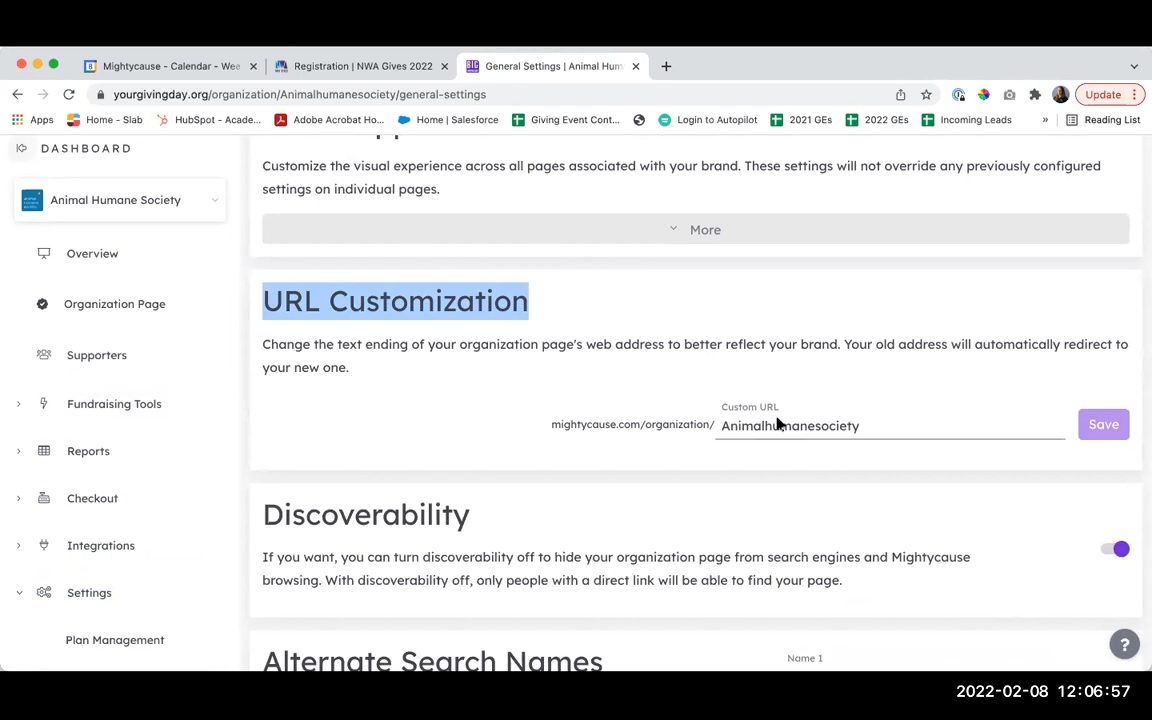 Mightycause - Calendar - Wee
Registration | NWA Gives 2022
General Settings | Animal Hum
yourgivingday.org/organization/Animalhumanesociety/general-settings
Update
Apps
Home - Slab
HubSpot - Acade...
Adobe Acrobat Ho...
Home | Salesforce
Giving Event Cont...
Login to Autopilot
2021 GEs
2022 GEs
Incoming Leads
»
Reading List
DASHBOARD
Animal Humane Society
Overview
Organization Page
Supporters
Fundraising Tools
Reports
Checkout
Integrations
Settings
Plan Management
Customize the visual experience across all pages associated with your brand. These settings will not override any previously configured
settings on individual pages.
More
URL Customization
Change the text ending of your organization page's web address to better reflect your brand. Your old address will automatically redirect to
your new one.
Custom URL
mightycause.com/organization/ Animalhumanesociety
Save
Discoverability
If you want, you can turn discoverability off to hide your organization page from search engines and Mightycause
browsing. With discoverability off, only people with a direct link will be able to find your page.
Alternate Search Names
Name 1
?
2022-02-08 12:06:57